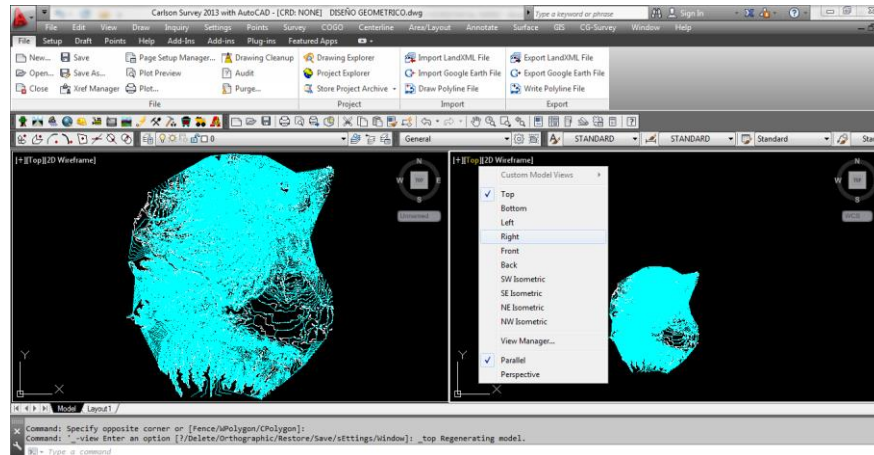 Carlson Survey 2013 with AutoCAD - [CRD: NONE] DISEÑO GEOMETRICO.dwg
Type a keyword or phrase
Sign In
File Edit View Draw Inquiry Settings Points Survey COGO Centerline Area/Layout Annotate Surface GIS CG-Survey Window Help
File Setup Draft Points Help Add-Ins Add-ins Plug-ins Featured Apps
New... Save Page Setup Manager... Drawing Cleanup Drawing Explorer Import LandXML File Export LandXML File
Open... Save As... Plot Preview Audit Project Explorer Import Google Earth File Export Google Earth File
Close Xref Manager Plot... Purge... Store Project Archive Draw Polyline File Write Polyline File
File Project Import Export
0 General STANDARD STANDARD Standard
[+][Top][2D Wireframe]
N
W TOP E
S
Unnamed
Y
X
[+][Top][2D Wireframe]
Custom Model Views
Top
Bottom
Left
Right
Front
Back
SW Isometric
SE Isometric
NE Isometric
NW Isometric
View Manager...
Parallel
Perspective
N
W TOP
S
WCS
Y
X
Model Layout1
Command: Specify opposite corner or [Fence/WPolygon/CPolygon]:
Command: '_-view Enter an option [?/Delete/Orthographic/Restore/Save/sEttings/Window]: _top Regenerating model.
Type a command